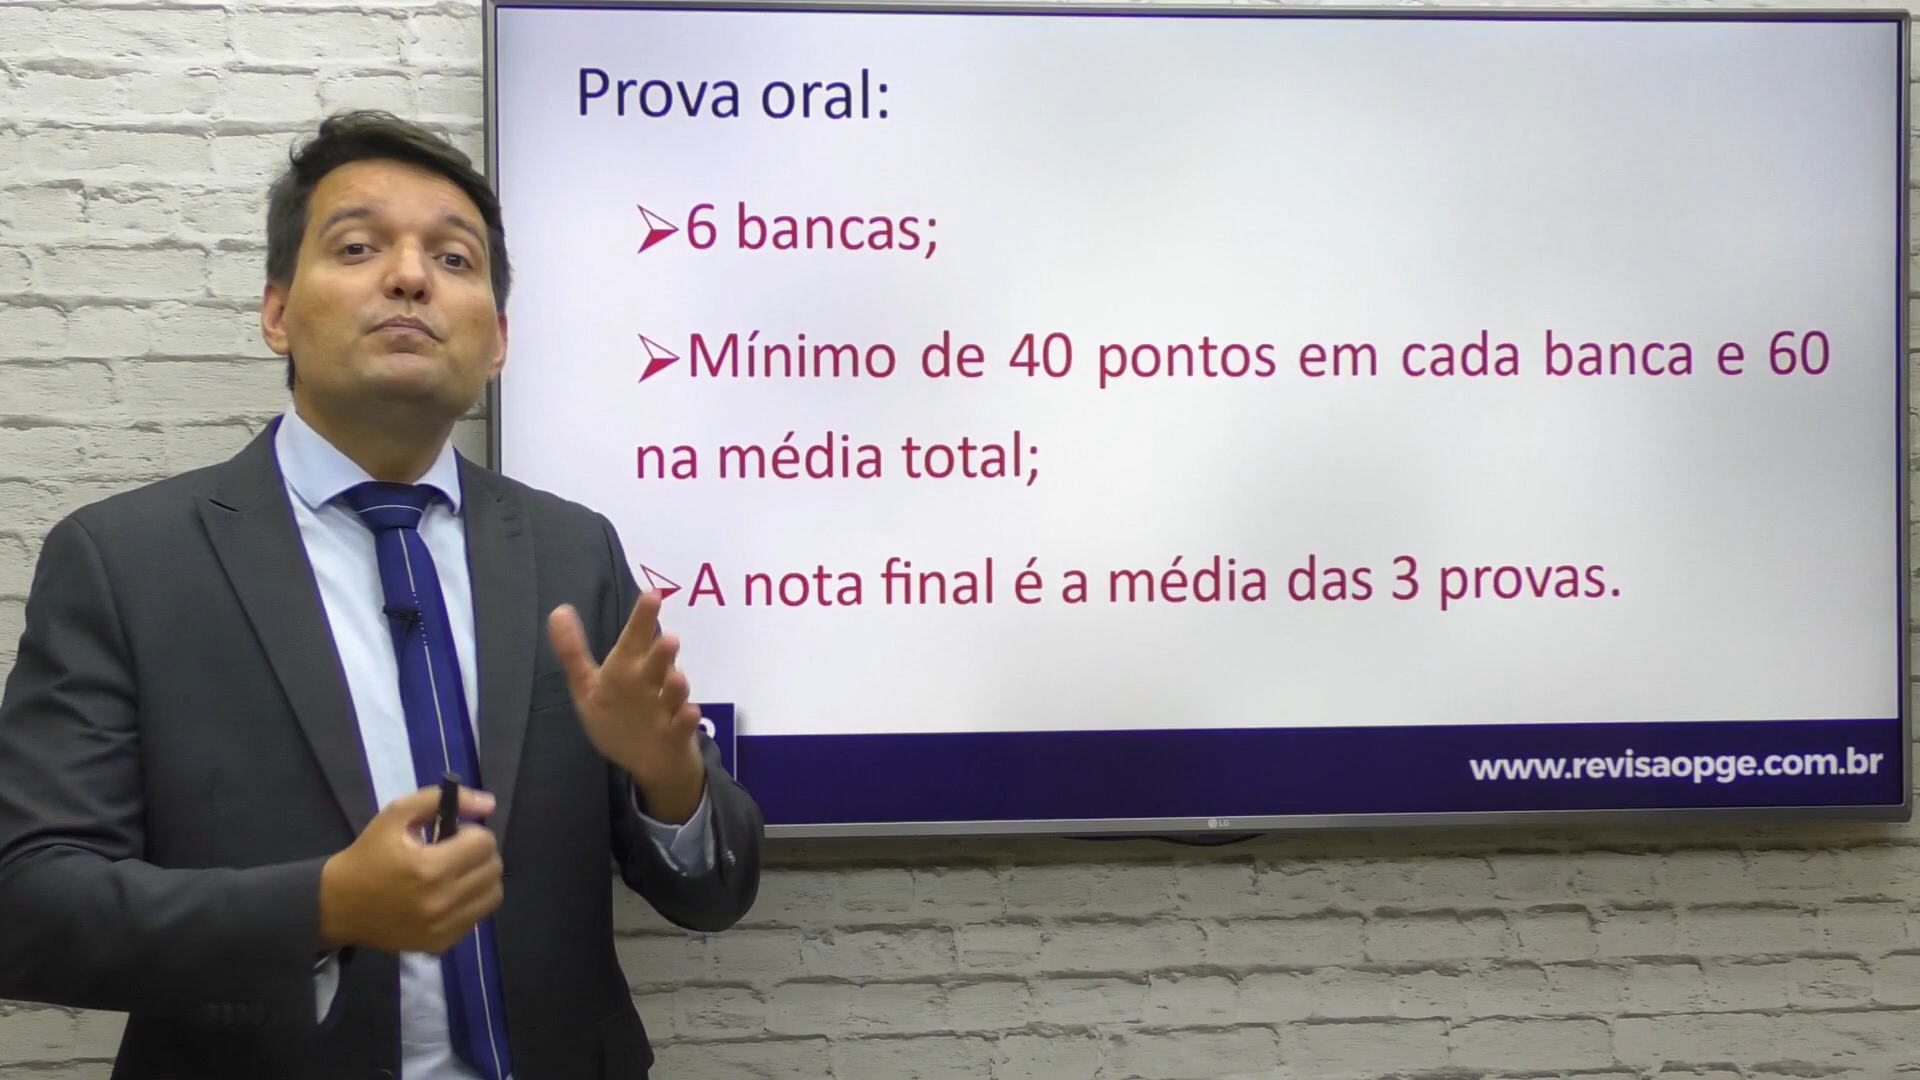 Prova oral:
➢6 bancas;
➢Mínimo de 40 pontos em cada banca e 60
na média total;
➢A nota final é a média das 3 provas.
www.revisaopge.com.br
LG